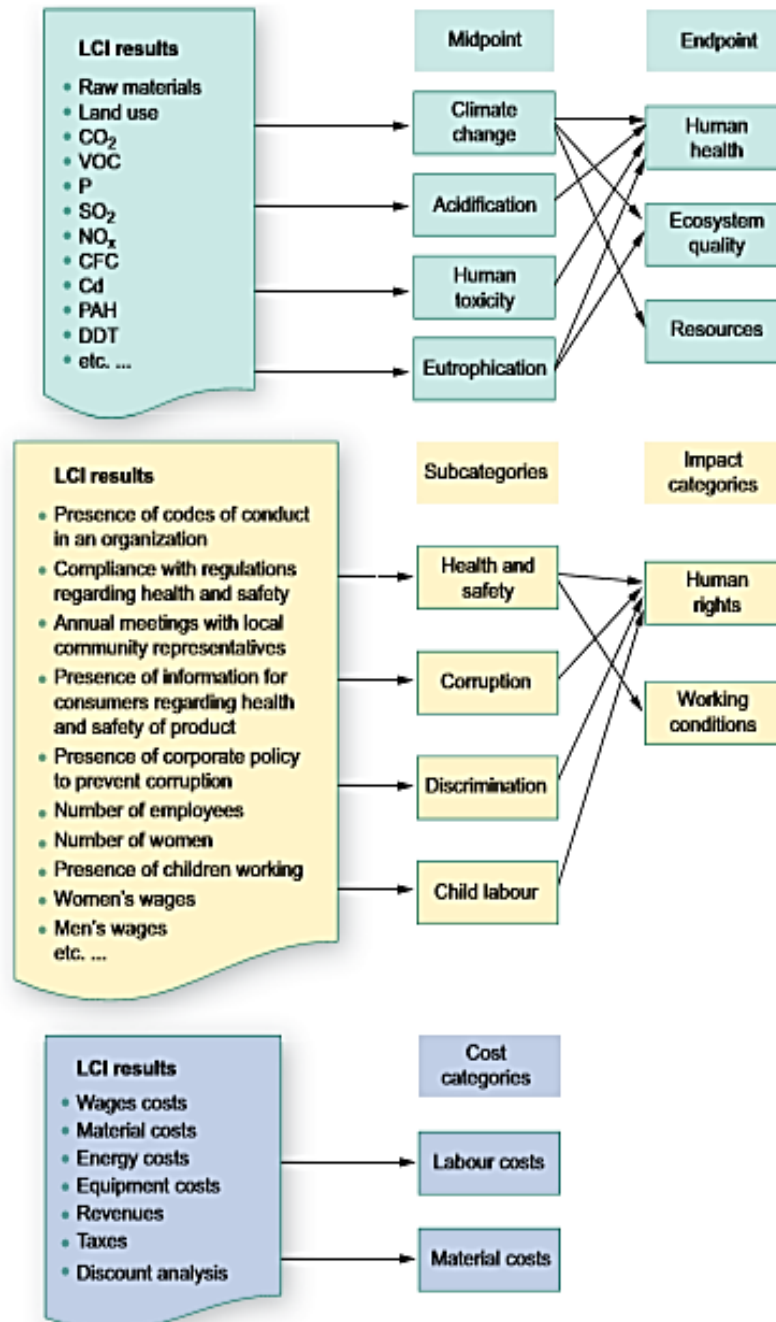 LCI results
• Raw materials
• Land use
• CO₂
• VOC
• P
• SO₂
• NOₓ
• CFC
• Cd
• PAH
• DDT
• etc. ...
Midpoint
Climate
change
Acidification
Human
toxicity
Eutrophication
Endpoint
Human
health
Ecosystem
quality
Resources
LCI results
• Presence of codes of conduct
in an organization
• Compliance with regulations
regarding health and safety
• Annual meetings with local
community representatives
• Presence of information for
consumers regarding health
and safety of product
• Presence of corporate policy
to prevent corruption
• Number of employees
• Number of women
• Presence of children working
• Women's wages
• Men's wages
etc. ...
Subcategories
Health and
safety
Corruption
Discrimination
Child labour
Impact
categories
Human
rights
Working
conditions
LCI results
• Wages costs
• Material costs
• Energy costs
• Equipment costs
• Revenues
• Taxes
• Discount analysis
Cost
categories
Labour costs
Material costs